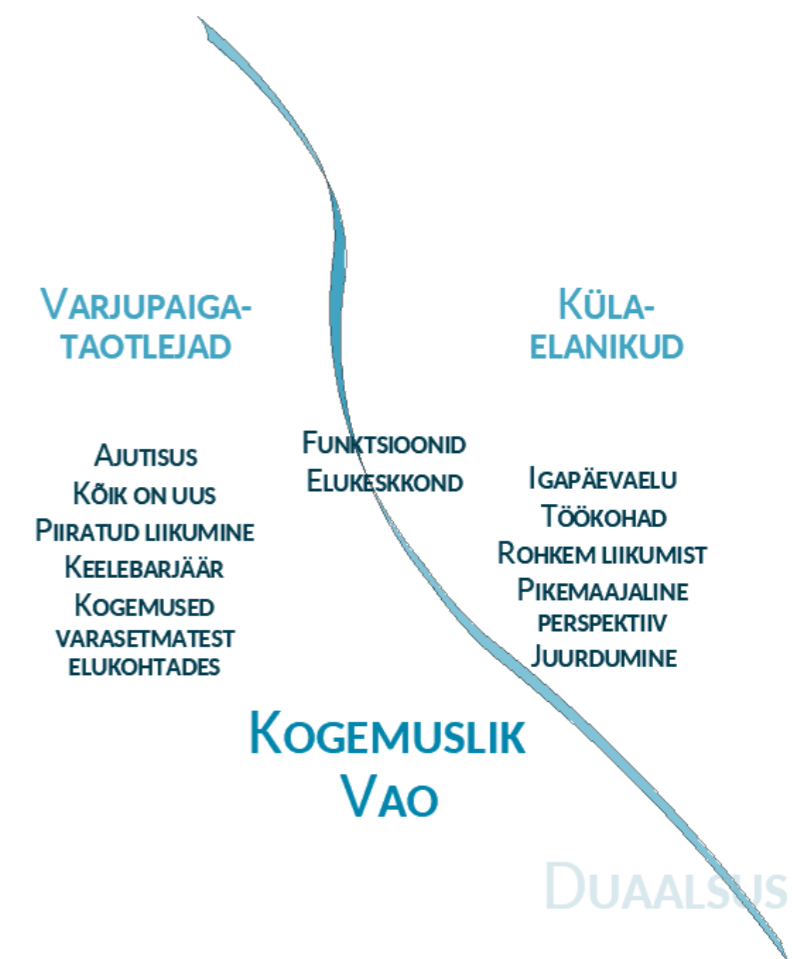 VARJUPAIGA-
TAOTLEJAD
AJUTISUS
KÕIK ON UUS
PIIRATUD LIIKUMINE
KEELEBARJÄÄR
KOGEMUSED
VARASETMATEST
ELUKOHTADES
FUNKTSIOONID
ELUKESKKOND
KÜLA-
ELANIKUD
IGAPÄEVAELU
TÖÖKOHAD
ROHKEM LIIKUMIST
PIKEMAAJALINE
PERSPEKTIIV
JUURDUMINE
KOGEMUSLIK
VAO
DUAALSUS